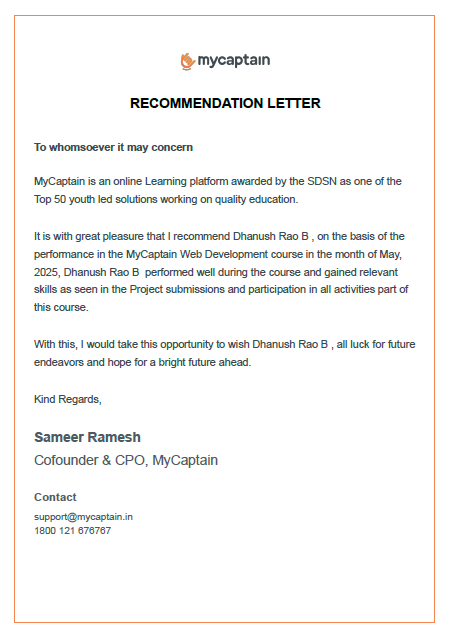 mycaptain
RECOMMENDATION LETTER
To whomsoever it may concern
MyCaptain is an online Learning platform awarded by the SDSN as one of the
Top 50 youth led solutions working on quality education.
It is with great pleasure that I recommend Dhanush Rao B , on the basis of the
performance in the MyCaptain Web Development course in the month of May,
2025, Dhanush Rao B  performed well during the course and gained relevant
skills as seen in the Project submissions and participation in all activities part of
this course.
With this, I would take this opportunity to wish Dhanush Rao B , all luck for future
endeavors and hope for a bright future ahead.
Kind Regards,
Sameer Ramesh
Cofounder & CPO, MyCaptain
Contact
support@mycaptain.in
1800 121 676767